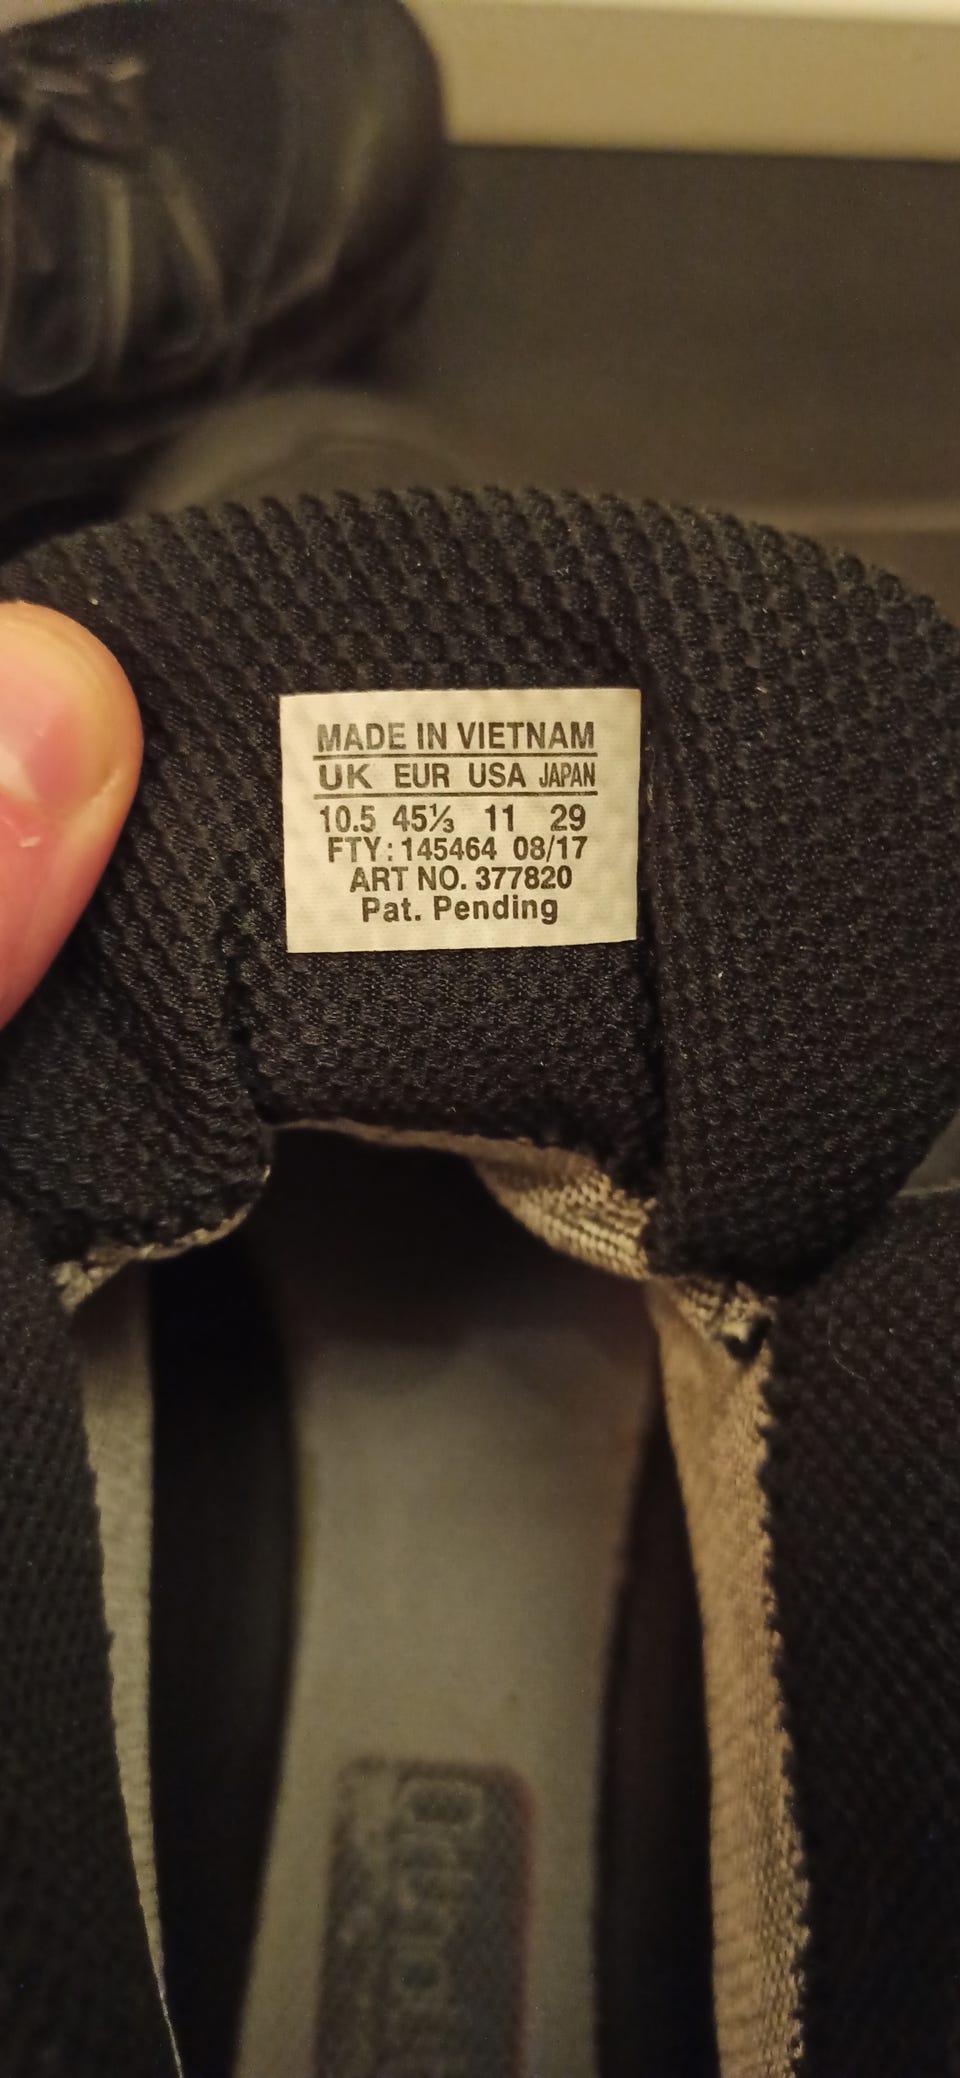 MADE IN VIETNAM
UK EUR USA JAPAN
10.5 45⅓ 11 29
FTY: 145464 08/17
ART NO. 377820
Pat. Pending